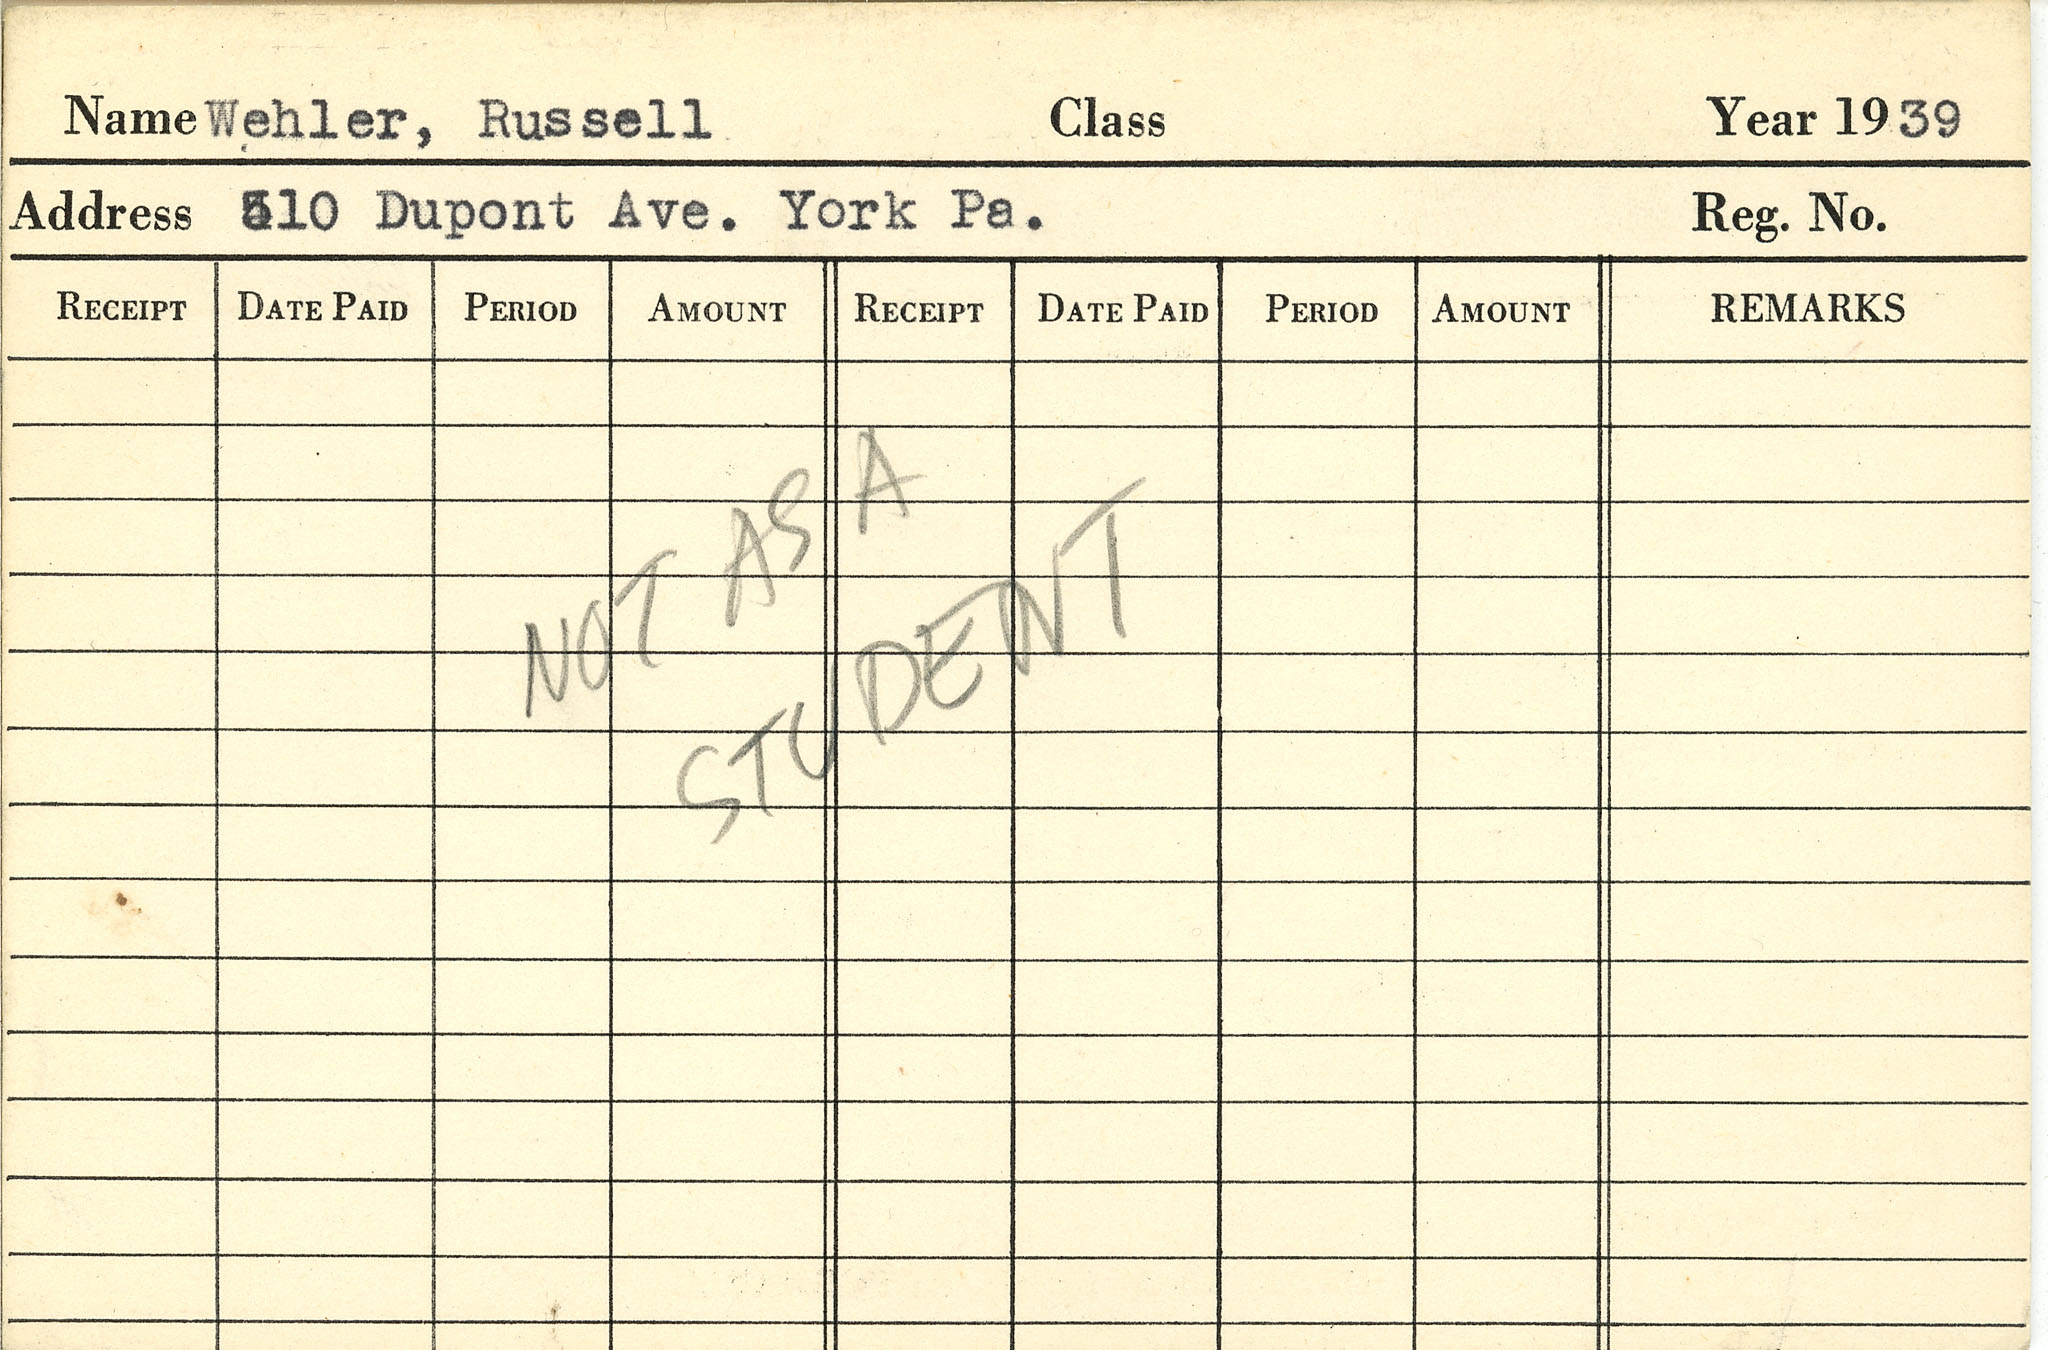 Name Wehler, Russell Class Year 1939
Address 510 Dupont Ave. York Pa. Reg. No.
RECEIPT DATE PAID PERIOD AMOUNT RECEIPT DATE PAID PERIOD AMOUNT REMARKS
NOT AS A
STUDENT